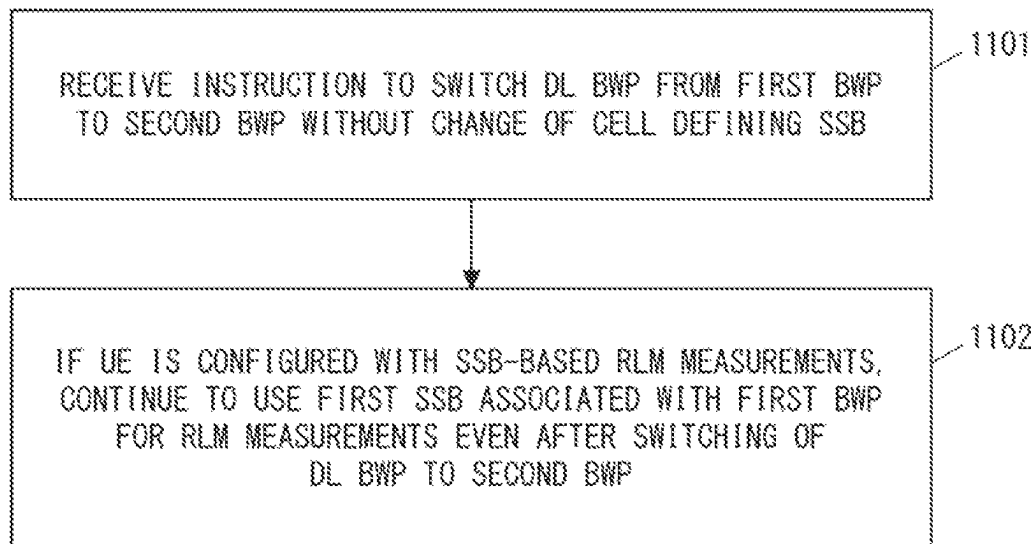 RECEIVE INSTRUCTION TO SWITCH DL BWP FROM FIRST BWP
TO SECOND BWP WITHOUT CHANGE OF CELL DEFINING SSB
1101
IF UE IS CONFIGURED WITH SSB-BASED RLM MEASUREMENTS,
CONTINUE TO USE FIRST SSB ASSOCIATED WITH FIRST BWP
FOR RLM MEASUREMENTS EVEN AFTER SWITCHING OF
DL BWP TO SECOND BWP
1102